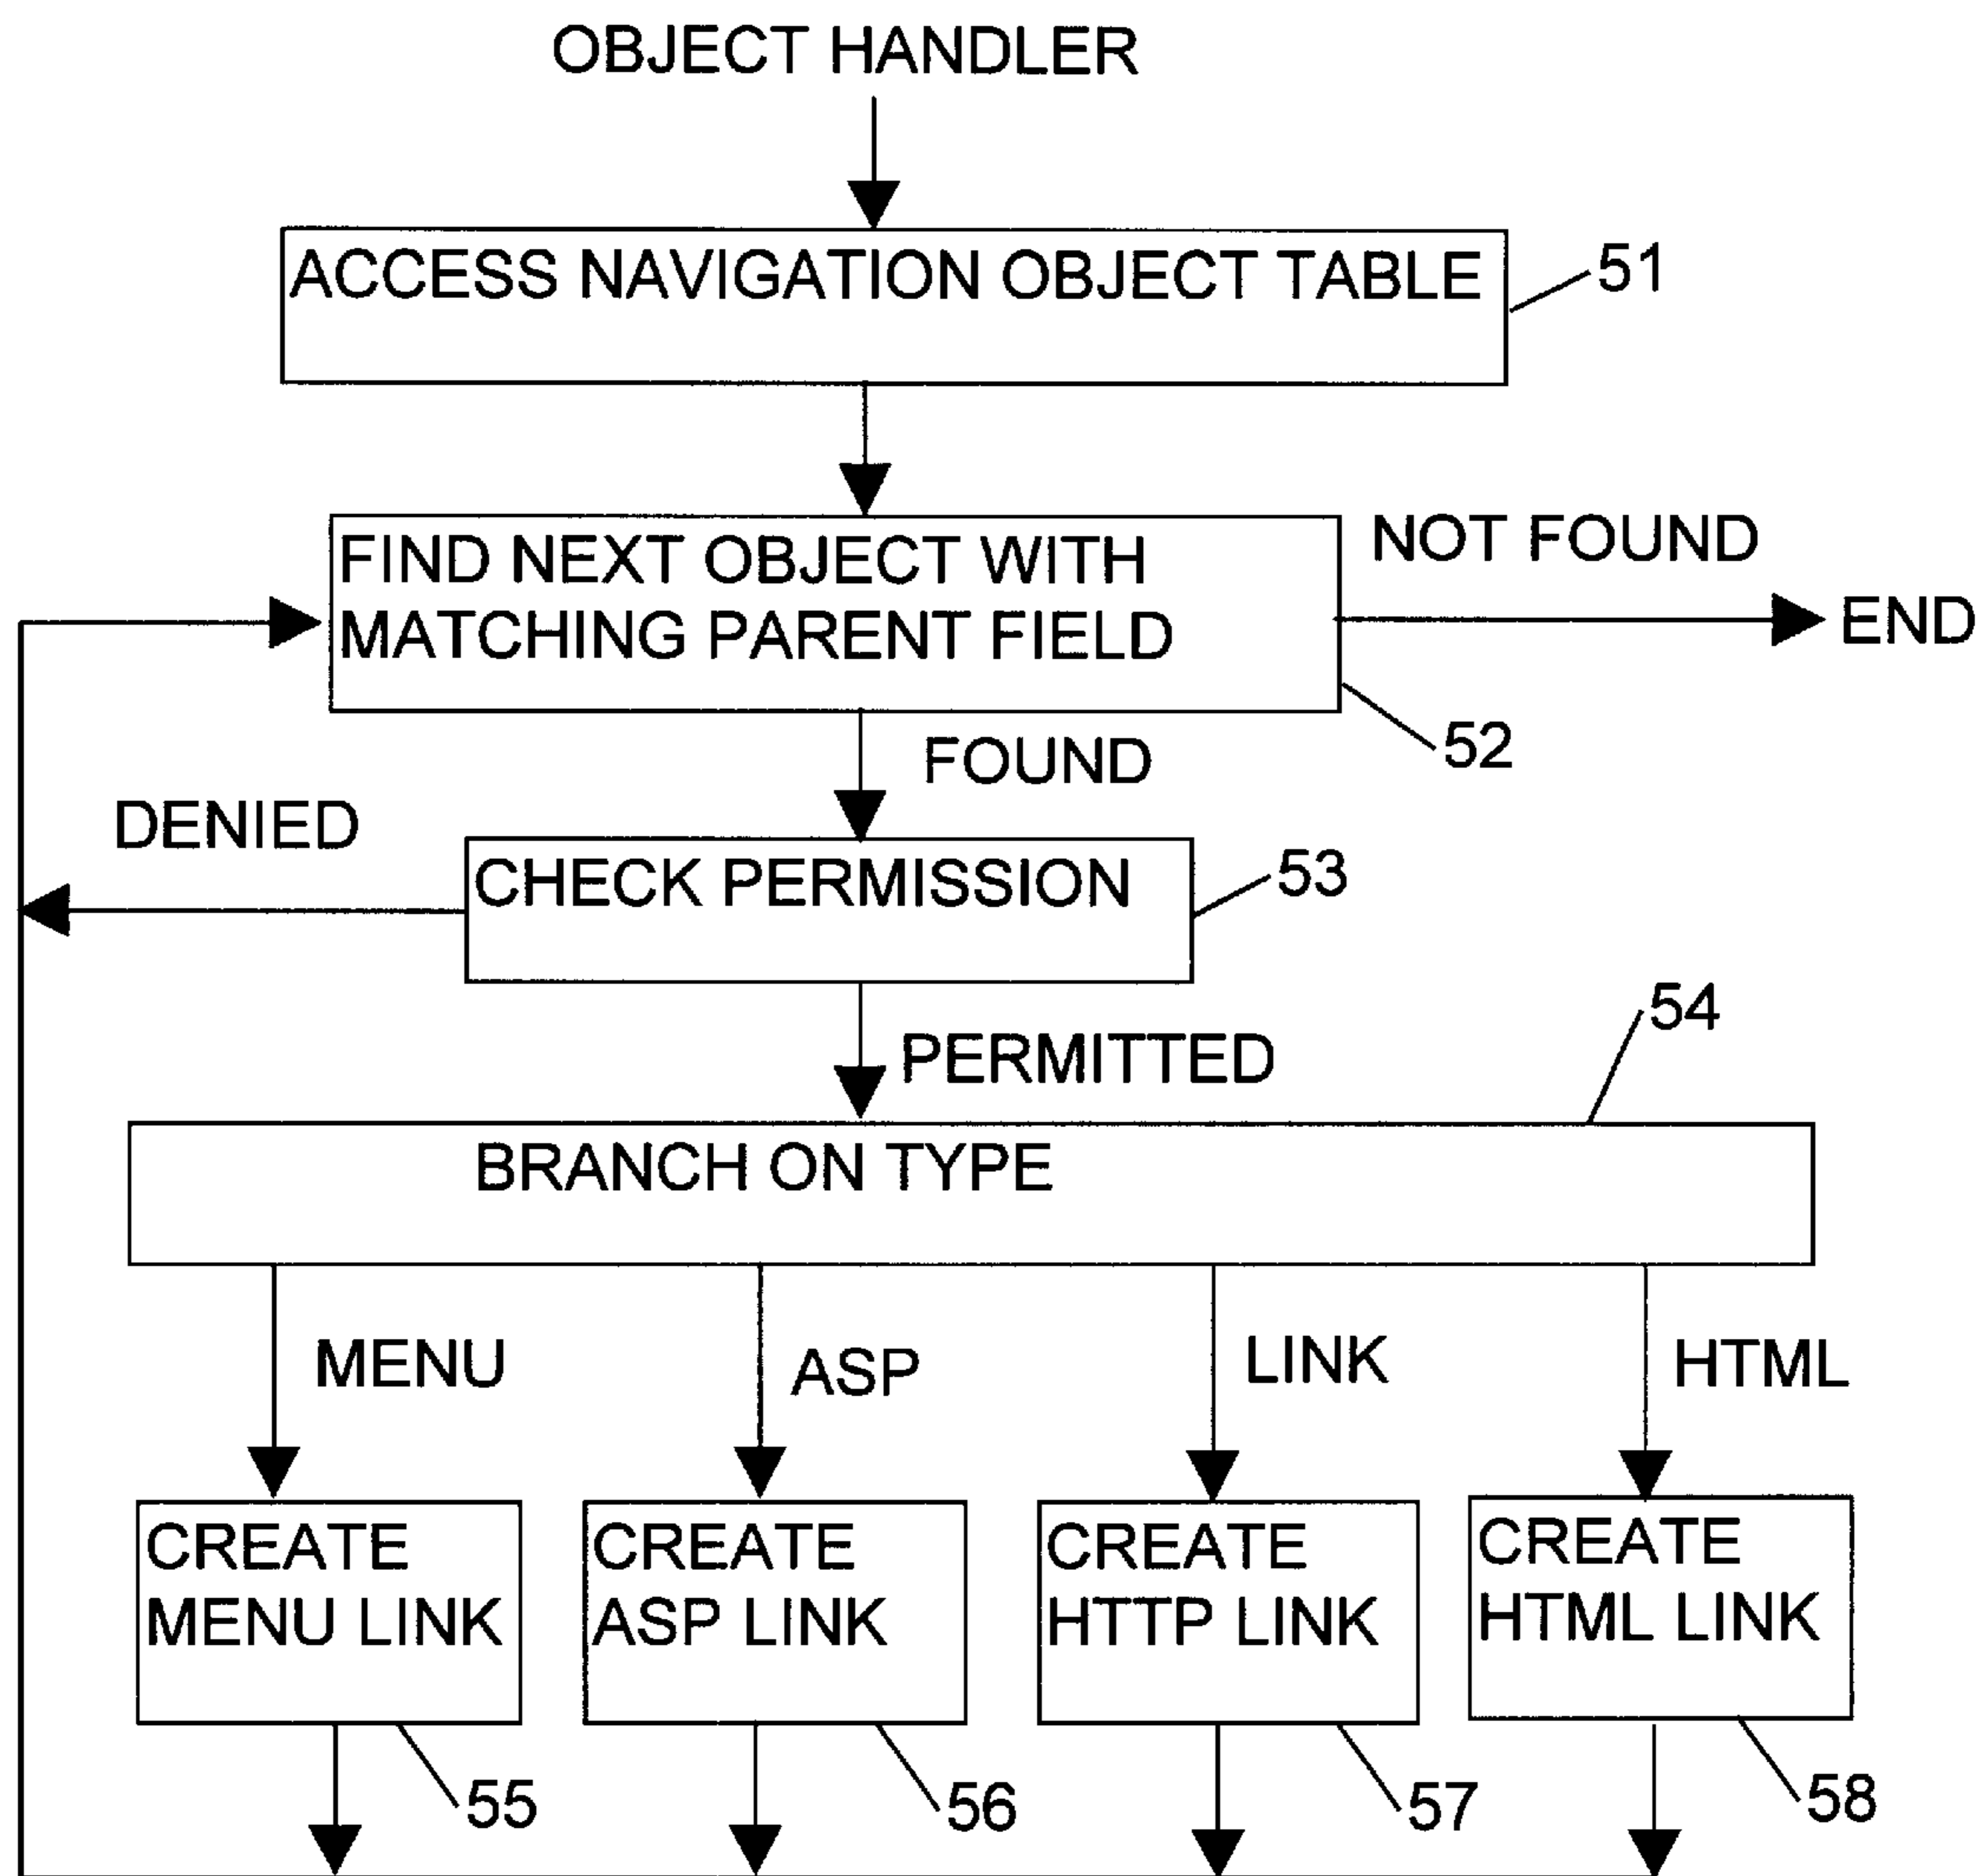 OBJECT HANDLER
ACCESS NAVIGATION OBJECT TABLE
51
FIND NEXT OBJECT WITH
MATCHING PARENT FIELD
NOT FOUND
END
52
FOUND
DENIED
CHECK PERMISSION
53
PERMITTED
54
BRANCH ON TYPE
MENU
ASP
LINK
HTML
CREATE
MENU LINK
CREATE
ASP LINK
CREATE
HTTP LINK
CREATE
HTML LINK
55
56
57
58